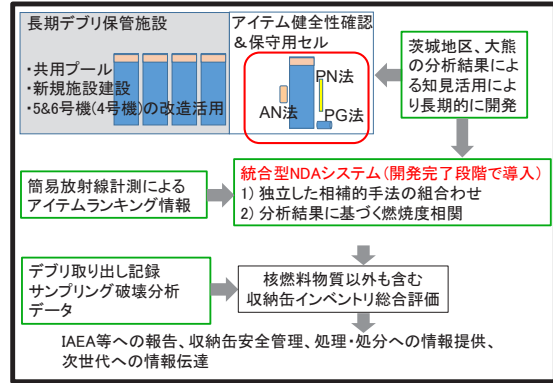 長期デブリ保管施設
・共用プール
・新規施設建設
・5&6号機(4号機)の改造活用
アイテム健全性確認
&保守用セル
PN法
AN法
PG法
茨城地区、大熊
の分析結果によ
る知見活用によ
り長期的に開発
簡易放射線計測による
アイテムランキング情報
統合型NDAシステム(開発完了段階で導入)
1) 独立した相補的手法の組合わせ
2) 分析結果に基づく燃焼度相関
デブリ取り出し記録
サンプリング破壊分析
データ
核燃料物質以外も含む
収納缶インベントリ総合評価
IAEA等への報告、収納缶安全管理、処理・処分への情報提供、
次世代への情報伝達